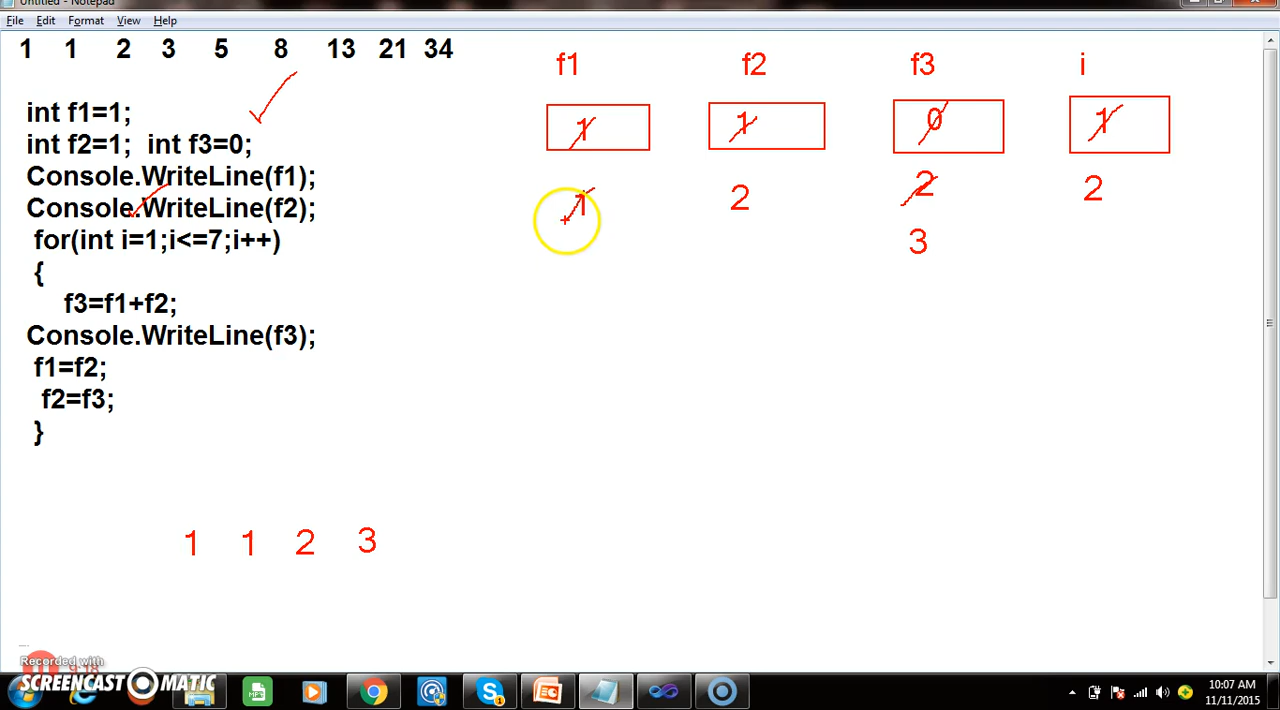 Untitled - Notepad
File Edit Format View Help
1 1 2 3 5 8 13 21 34
f1 f2 f3 i
int f1=1;
1 1 0 1
int f2=1; int f3=0;
Console.WriteLine(f1);
1 2 2 2
Console.WriteLine(f2);
for(int i=1;i<=7;i++)
3
{
f3=f1+f2;
Console.WriteLine(f3);
f1=f2;
f2=f3;
}
1 1 2 3
Recorded with
SCREENCAST MATIC
10:07 AM
11/11/2015